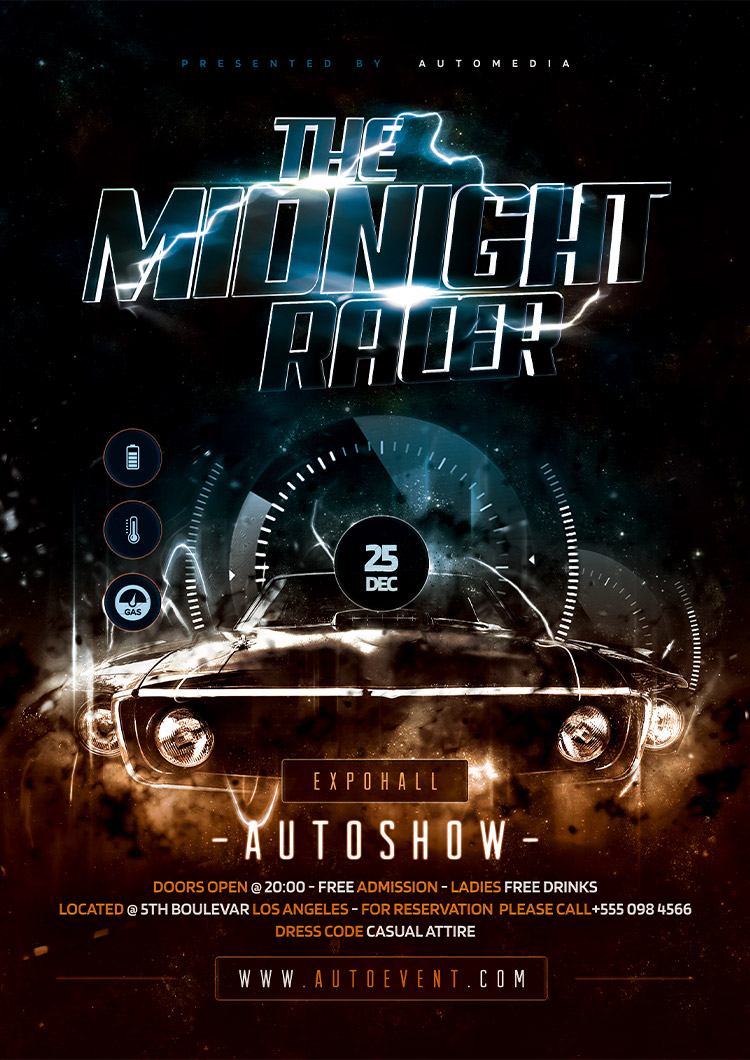 PRESENTED BY AUTOMEDIA
THE
MIDNIGHT
RACER
25
DEC
GAS
EXPOHALL
-AUTOSHOW-
DOORS OPEN @ 20:00 - FREE ADMISSION - LADIES FREE DRINKS
LOCATED @ 5TH BOULEVAR LOS ANGELES - FOR RESERVATION PLEASE CALL+555 098 4566
DRESS CODE CASUAL ATTIRE
WWW.AUTOEVENT.COM